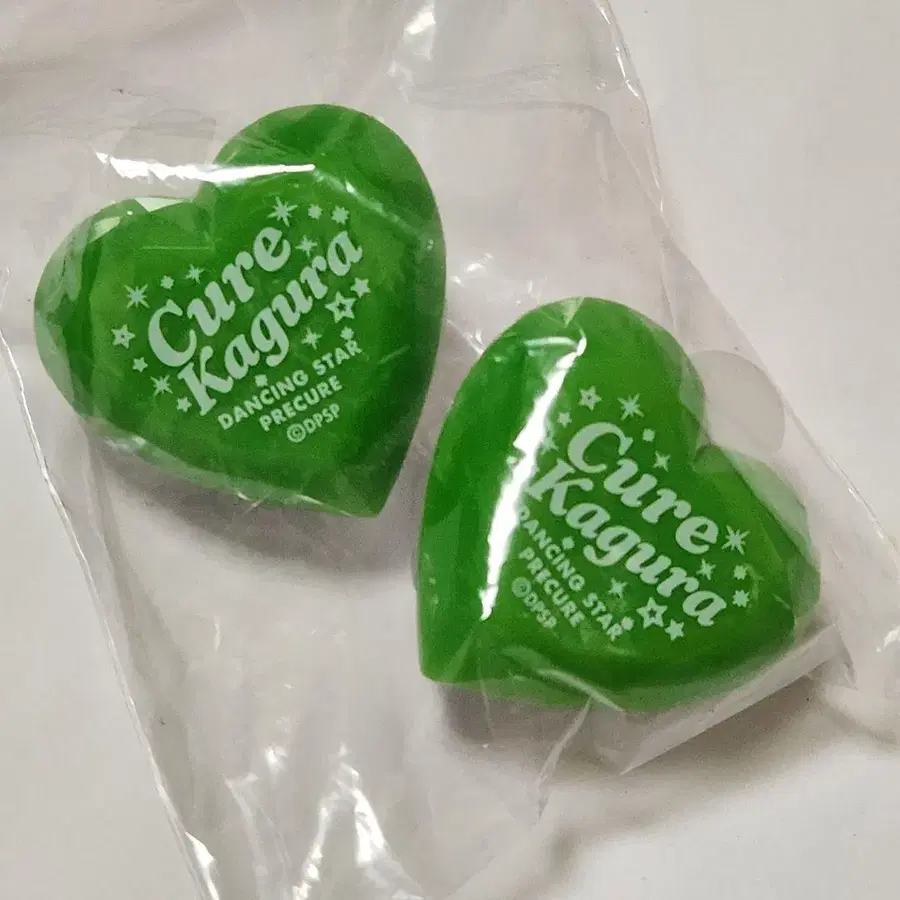 Cure
Kagura
DANCING STAR
PRECURE
©DPSP
Cure
Kagura
DANCING STAR
PRECURE
©DPSP